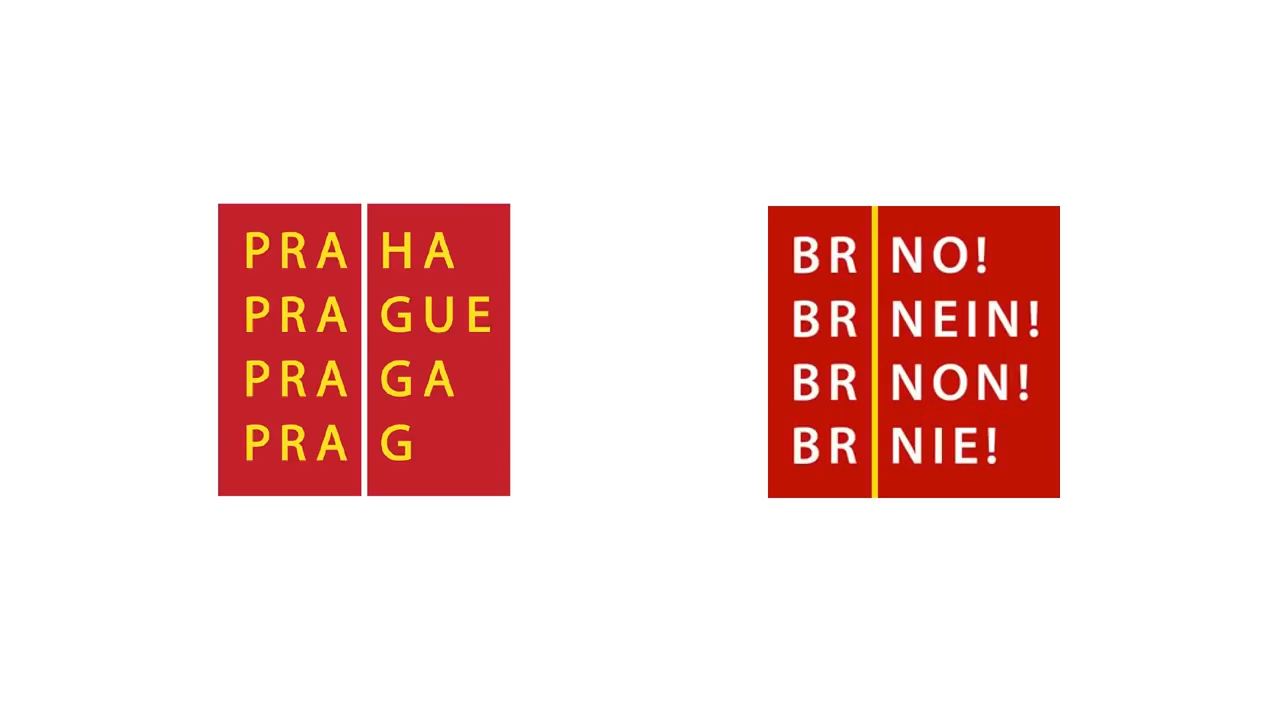 PRA HA
PRA GUE
PRA GA
PRA G
BR NO!
BR NEIN!
BR NON!
BR NIE!